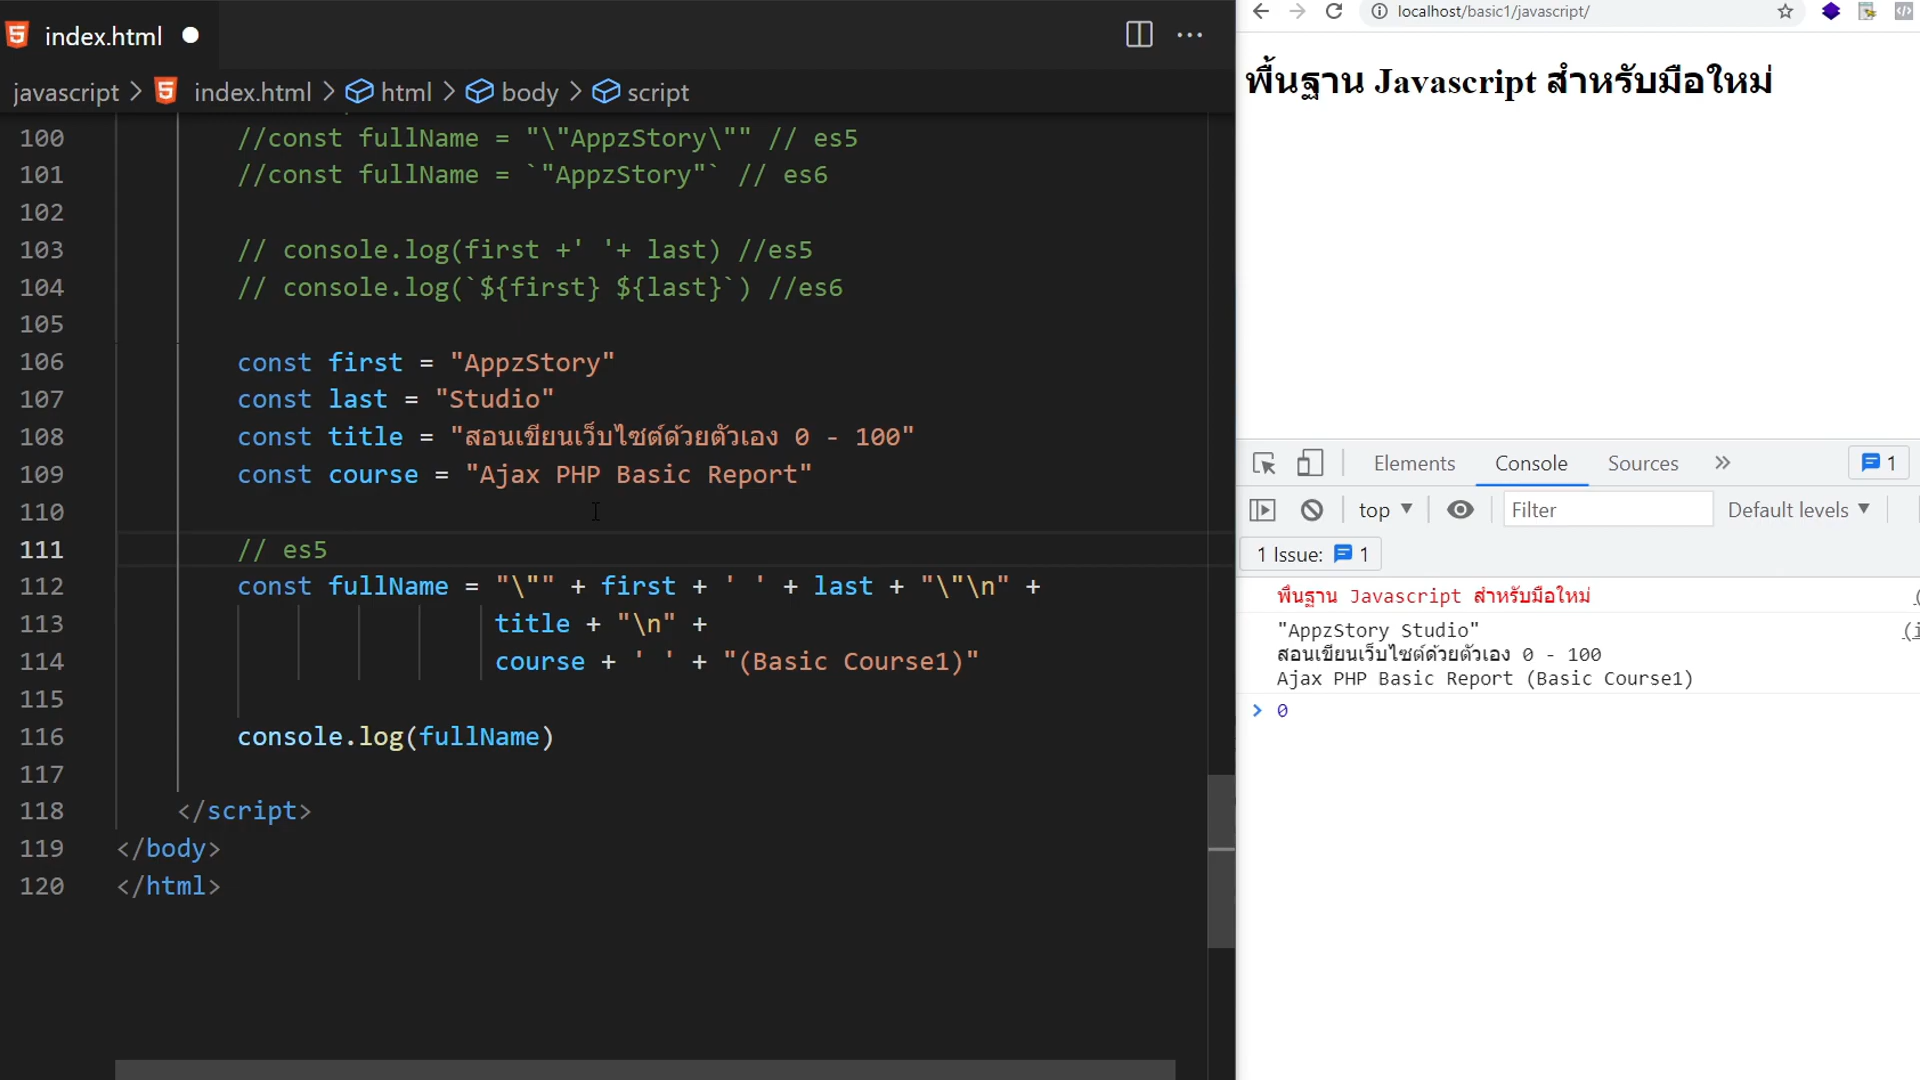 index.html
javascript > index.html > html > body > script
100 //const fullName = "\"AppzStory\"" // es5
101 //const fullName = `"AppzStory"` // es6
102
103 // console.log(first +' '+ last) //es5
104 // console.log(`${first} ${last}`) //es6
105
106 const first = "AppzStory"
107 const last = "Studio"
108 const title = "สอนเขียนเว็บไซต์ด้วยตัวเอง 0 - 100"
109 const course = "Ajax PHP Basic Report"
110
111 // es5
112 const fullName = "\"" + first + ' ' + last + "\"\n" +
113 title + "\n" +
114 course + ' ' + "(Basic Course1)"
115
116 console.log(fullName)
117
118 </script>
119 </body>
120 </html>
localhost/basic1/javascript/
พื้นฐาน Javascript สำหรับมือใหม่
Elements Console Sources 1
top Filter Default levels
1 Issue: 1
พื้นฐาน Javascript สำหรับมือใหม่
"AppzStory Studio"
สอนเขียนเว็บไซต์ด้วยตัวเอง 0 - 100
Ajax PHP Basic Report (Basic Course1)
> 0